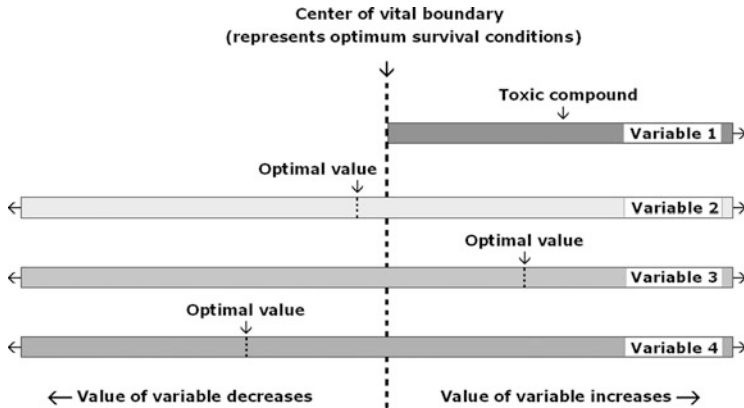 Center of vital boundary
(represents optimum survival conditions)
Toxic compound
Variable 1
Optimal value
Variable 2
Optimal value
Variable 3
Optimal value
Variable 4
← Value of variable decreases
Value of variable increases →